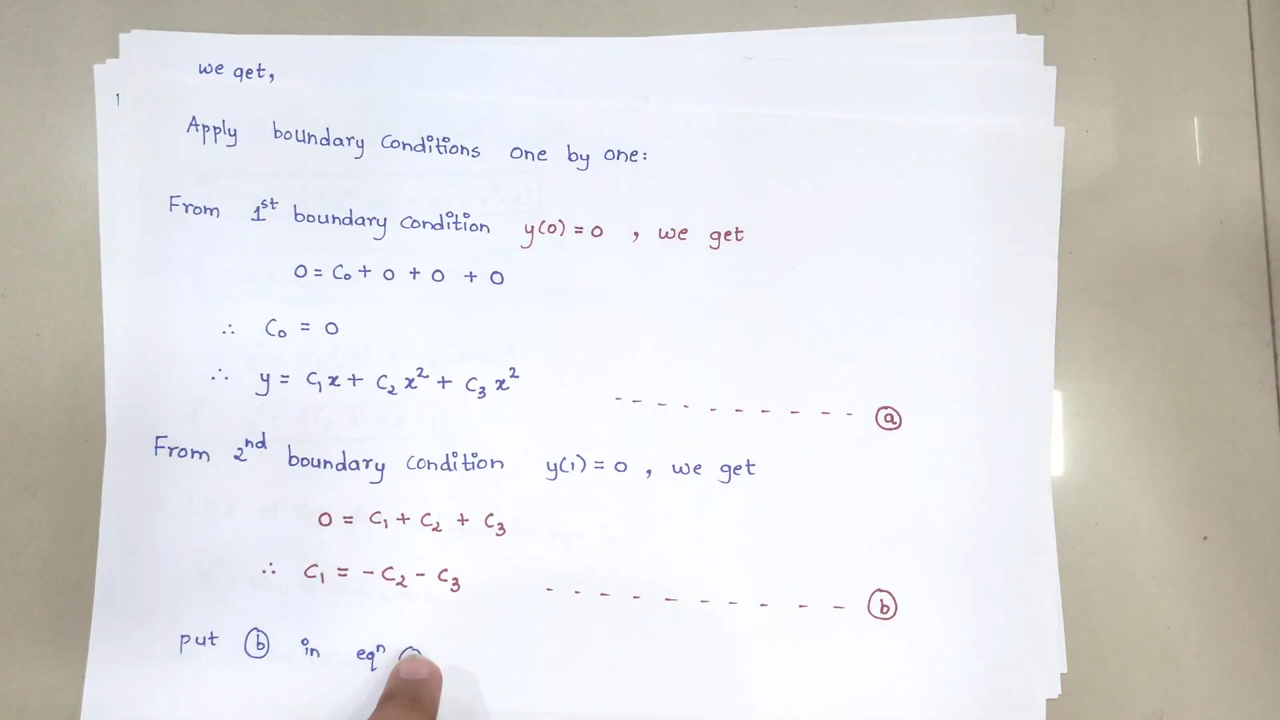 we get,
Apply boundary conditions one by one:
From 1st boundary condition y(0) = 0 , we get
0 = C₀ + 0 + 0 + 0
∴ C₀ = 0
∴ y = C₁x + C₂x² + C₃x² - - - - - - - - - - ⓐ
From 2nd boundary condition y(1) = 0 , we get
0 = C₁ + C₂ + C₃
∴ C₁ = -C₂ - C₃ - - - - - - - - - - - - ⓑ
put ⓑ in eqⁿ